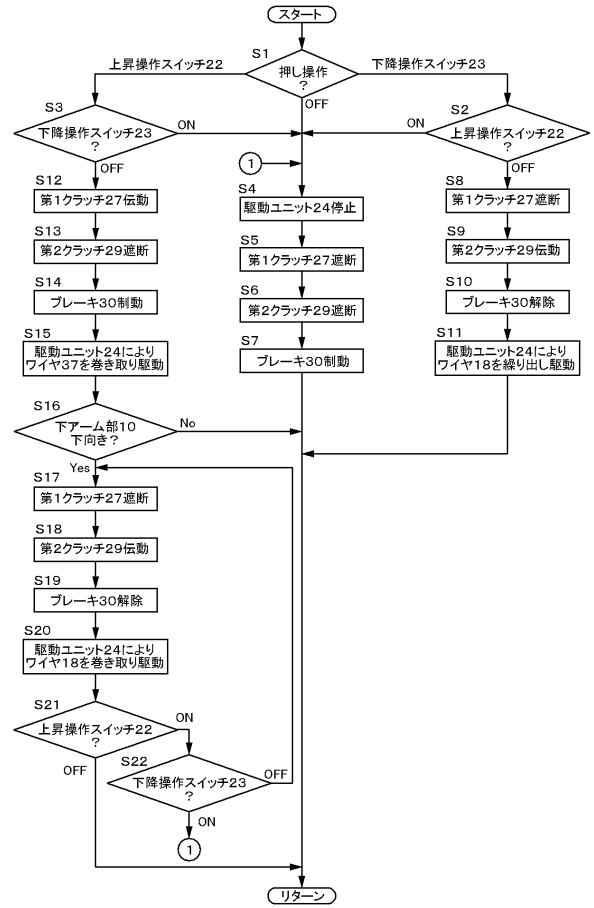 スタート
S1
押し操作
?
上昇操作スイッチ22
下降操作スイッチ23
OFF
S3
下降操作スイッチ23
?
ON
OFF
S2
上昇操作スイッチ22
?
ON
OFF
1
S12
第1クラッチ27伝動
S13
第2クラッチ29遮断
S14
ブレーキ30制動
S15
駆動ユニット24により
ワイヤ37を巻き取り駆動
S4
駆動ユニット24停止
S5
第1クラッチ27遮断
S6
第2クラッチ29遮断
S7
ブレーキ30制動
S8
第1クラッチ27遮断
S9
第2クラッチ29伝動
S10
ブレーキ30解除
S11
駆動ユニット24により
ワイヤ18を繰り出し駆動
S16
下アーム部10
下向き?
No
Yes
S17
第1クラッチ27遮断
S18
第2クラッチ29伝動
S19
ブレーキ30解除
S20
駆動ユニット24により
ワイヤ18を巻き取り駆動
S21
上昇操作スイッチ22
?
ON
OFF
S22
下降操作スイッチ23
?
OFF
ON
1
リターン